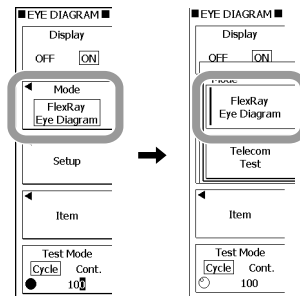 EYE DIAGRAM
Display
OFF ON
Mode
FlexRay
Eye Diagram
Setup
Item
Test Mode
Cycle Cont.
100
EYE DIAGRAM
Display
OFF ON
Mode
FlexRay
Eye Diagram
Telecom
Test
Item
Test Mode
Cycle Cont.
100